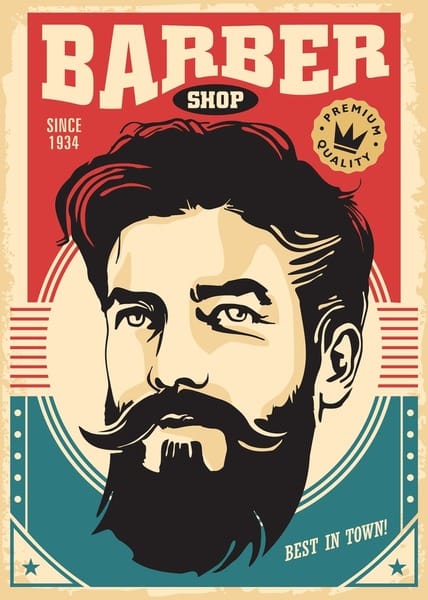 BARBER
SHOP
SINCE
1934
PREMIUM
QUALITY
BEST IN TOWN!